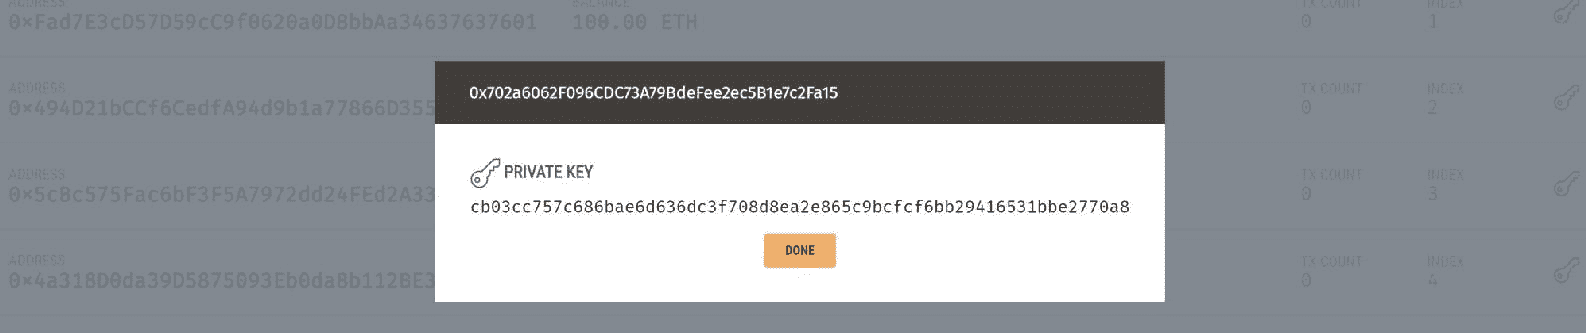 ADDRESS BALANCE TX COUNT INDEX
0×Fad7E3cD57D59cC9f0620a0D8bbAa34637637601 100.00 ETH 0 1
0x702a6062F096CDC73A79BdeFee2ec5B1e7c2Fa15
ADDRESS TX COUNT INDEX
0×494D21bCCf6CedfA94d9b1a77866D355 0 2
PRIVATE KEY
ADDRESS TX COUNT INDEX
0×5c8c575Fac6bF3F5A7972dd24FEd2A33 0 3
cb03cc757c686bae6d636dc3f708d8ea2e865c9bcfcf6bb29416531bbe2770a8
DONE
ADDRESS TX COUNT INDEX
0×4a318D0da39D5875093Eb0da8b112BE3 0 4